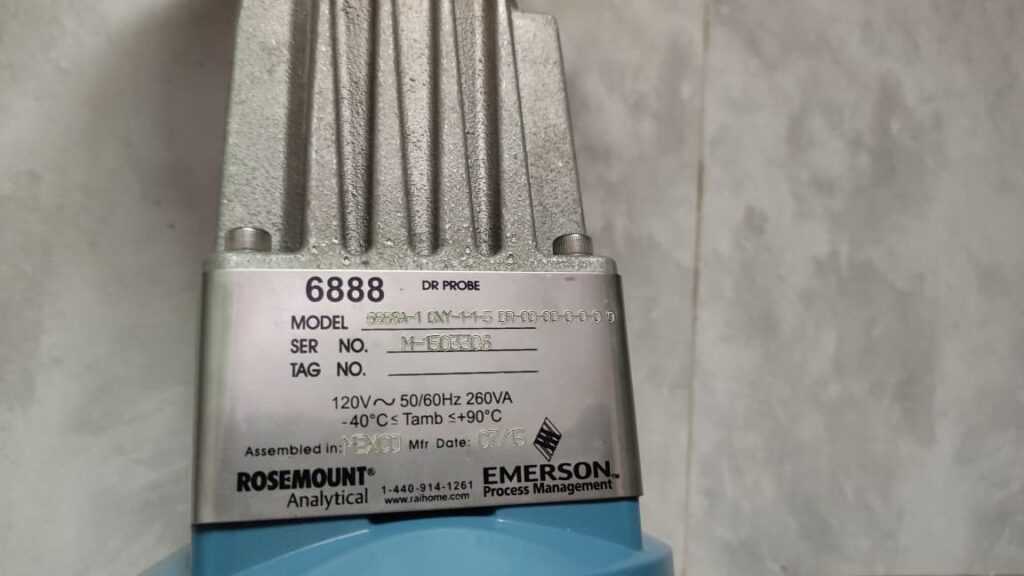 6888 DR PROBE
MODEL 6888A-1 OXY-1-1-5 DR-00-00-0-0-0 0
SER NO. M-1503306
TAG NO.
120V～ 50/60Hz 260VA
-40°C≤ Tamb ≤+90°C
Assembled in: MEXICO Mfr Date: 07/15
ROSEMOUNT® Analytical
1-440-914-1261
www.raihome.com
EMERSON™
Process Management